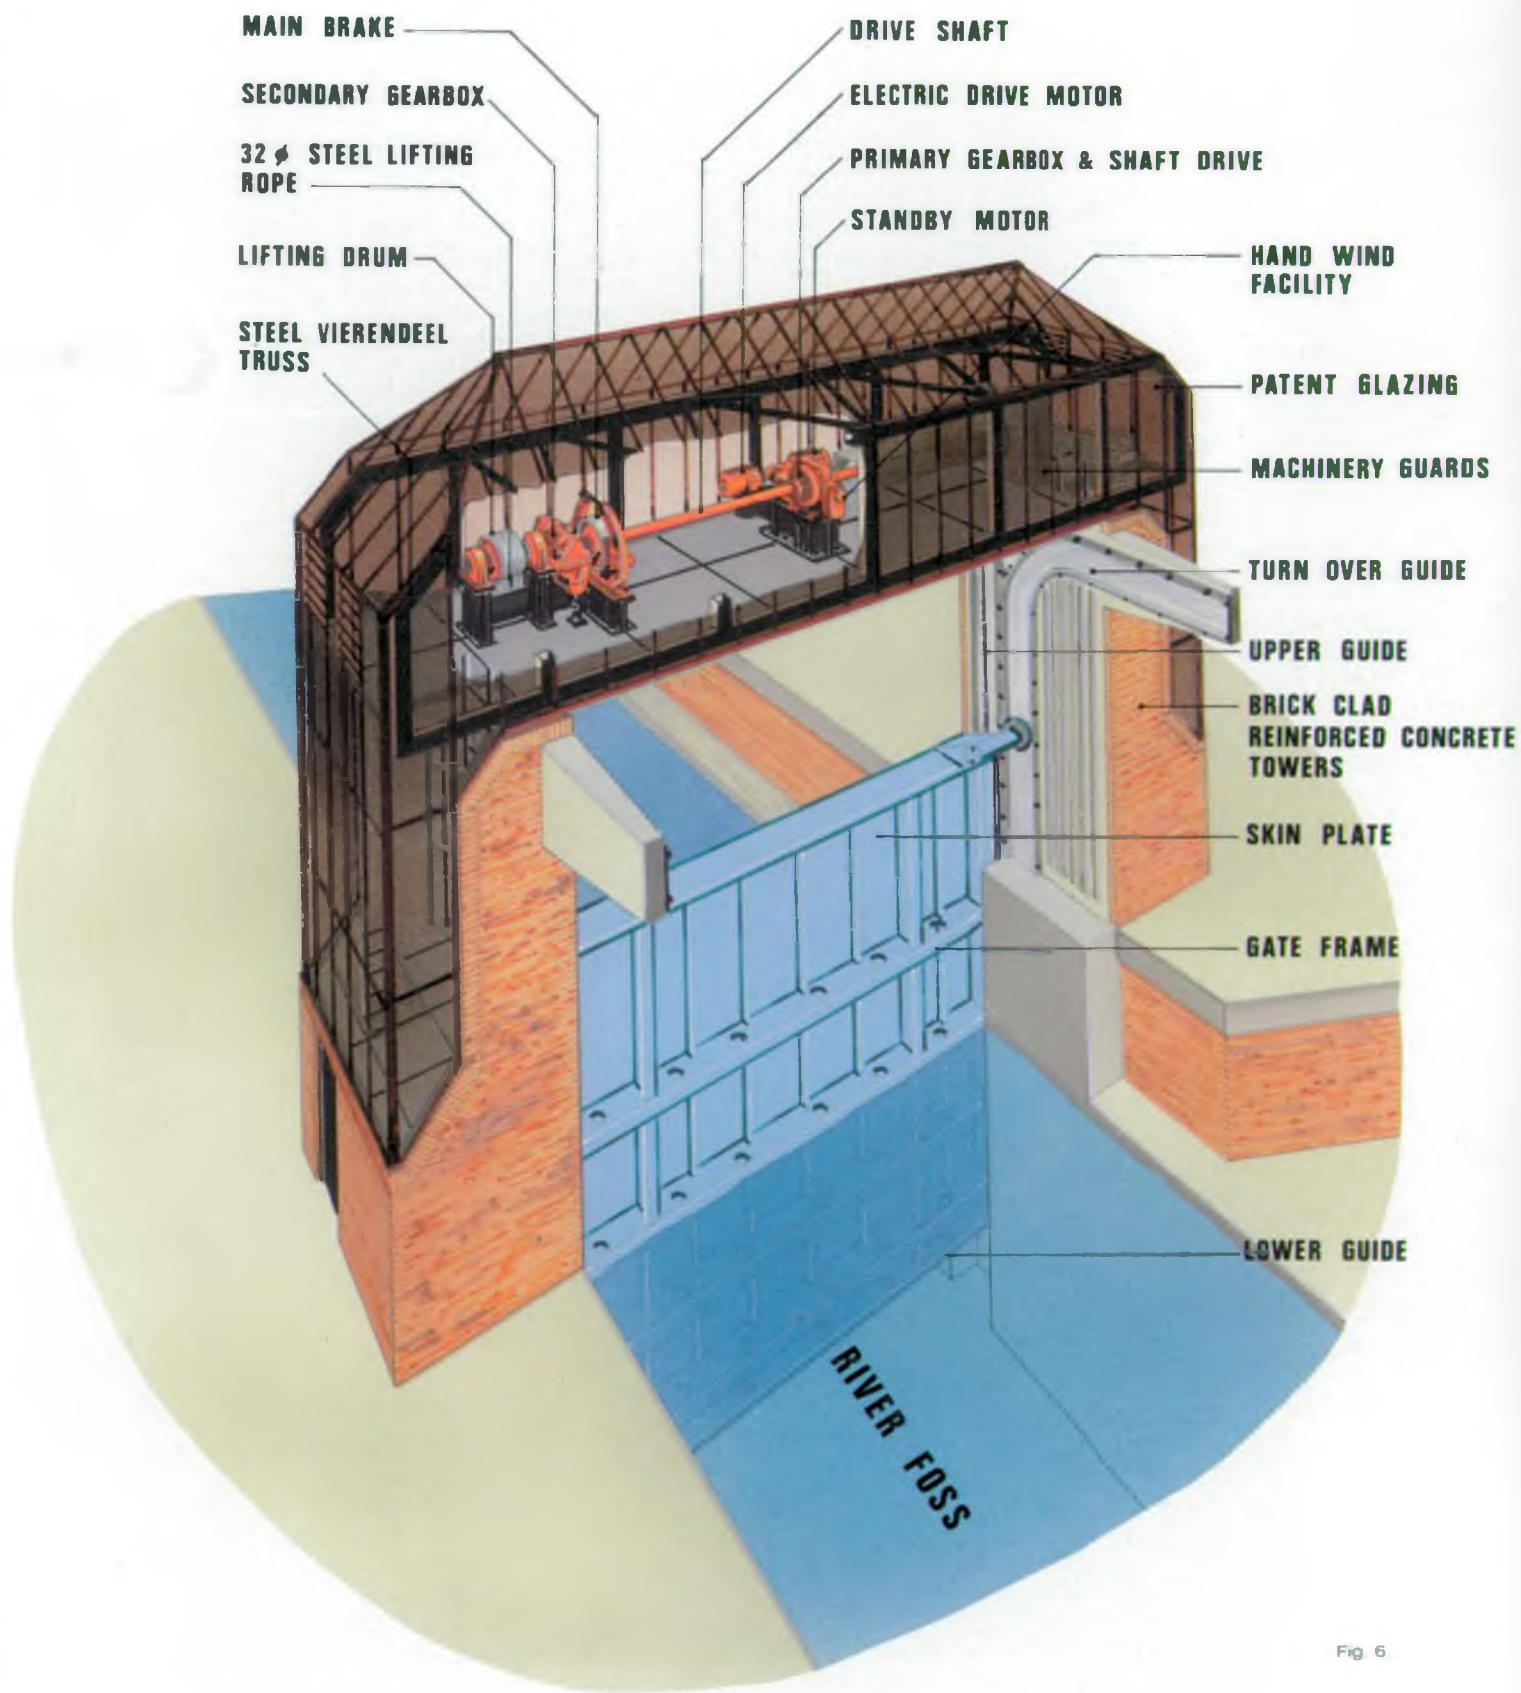 MAIN BRAKE
SECONDARY GEARBOX
32 ϕ STEEL LIFTING
ROPE
LIFTING DRUM
STEEL VIERENDEEL
TRUSS
DRIVE SHAFT
ELECTRIC DRIVE MOTOR
PRIMARY GEARBOX & SHAFT DRIVE
STANDBY MOTOR
HAND WIND
FACILITY
PATENT GLAZING
MACHINERY GUARDS
TURN OVER GUIDE
UPPER GUIDE
BRICK CLAD
REINFORCED CONCRETE
TOWERS
SKIN PLATE
GATE FRAME
LOWER GUIDE
RIVER FOSS
Fig 6